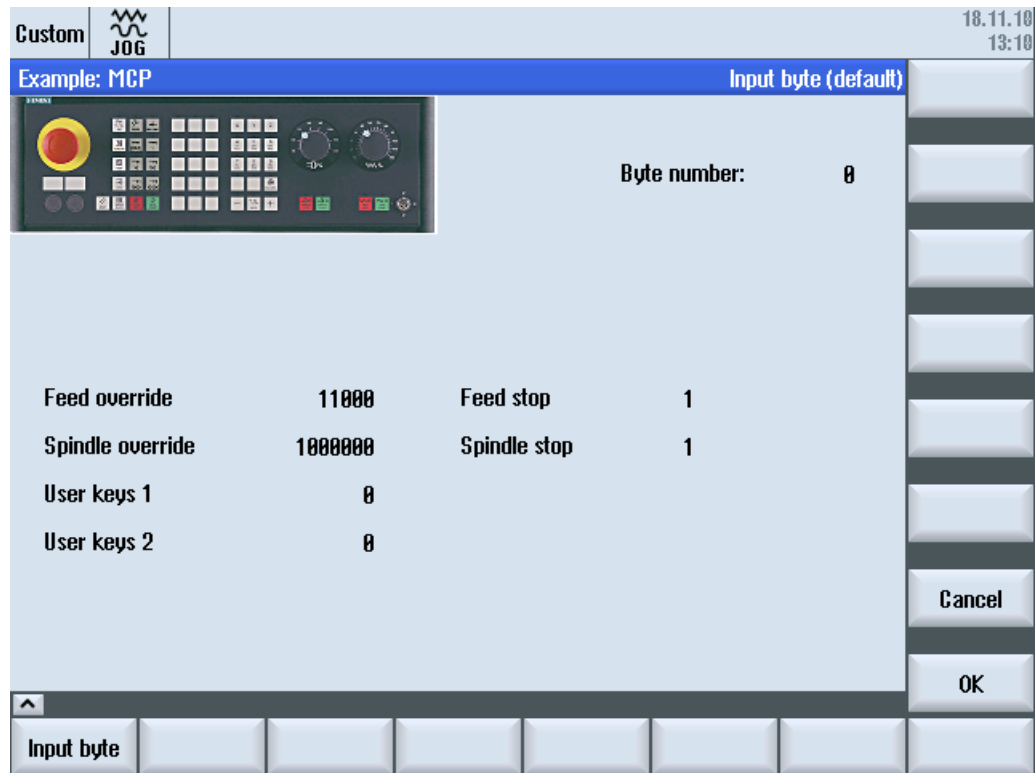 Custom
JOG
18.11.10
13:10
Example: MCP
Input byte (default)
SIEMENS
Byte number: 0
Feed override 11000 Feed stop 1
Spindle override 1000000 Spindle stop 1
User keys 1 0
User keys 2 0
Cancel
OK
Input byte